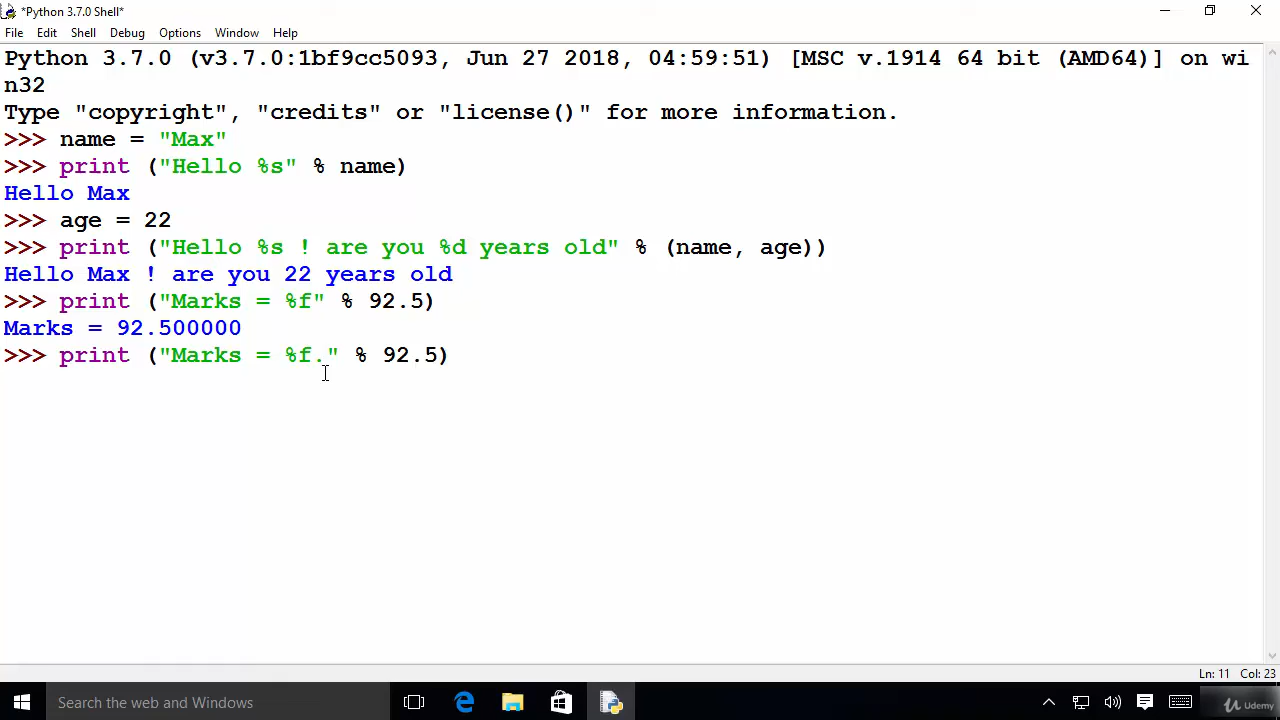 *Python 3.7.0 Shell*
File Edit Shell Debug Options Window Help
Python 3.7.0 (v3.7.0:1bf9cc5093, Jun 27 2018, 04:59:51) [MSC v.1914 64 bit (AMD64)] on wi
n32
Type "copyright", "credits" or "license()" for more information.
>>> name = "Max"
>>> print ("Hello %s" % name)
Hello Max
>>> age = 22
>>> print ("Hello %s ! are you %d years old" % (name, age))
Hello Max ! are you 22 years old
>>> print ("Marks = %f" % 92.5)
Marks = 92.500000
>>> print ("Marks = %f." % 92.5)
Ln: 11 Col: 23
Search the web and Windows
Udemy